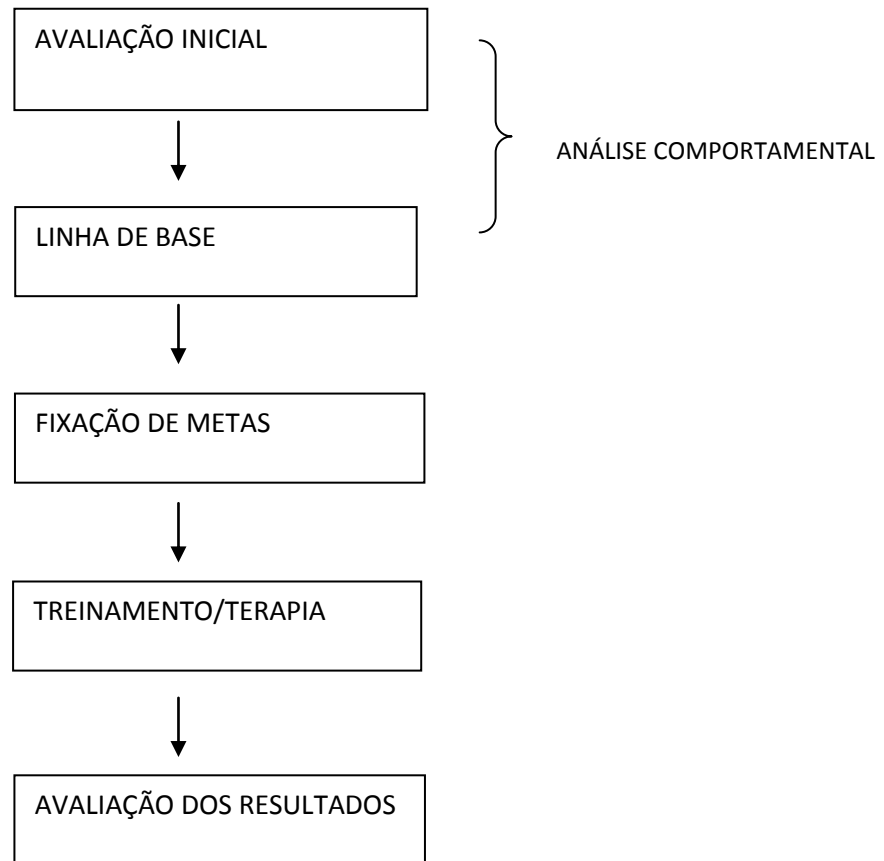 AVALIAÇÃO INICIAL
ANÁLISE COMPORTAMENTAL
LINHA DE BASE
FIXAÇÃO DE METAS
TREINAMENTO/TERAPIA
AVALIAÇÃO DOS RESULTADOS